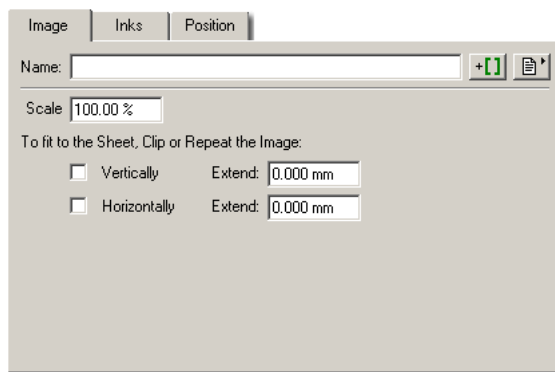 Image Inks Position
Name: +[]
Scale 100.00 %
To fit to the Sheet, Clip or Repeat the Image:
Vertically Extend: 0.000 mm
Horizontally Extend: 0.000 mm